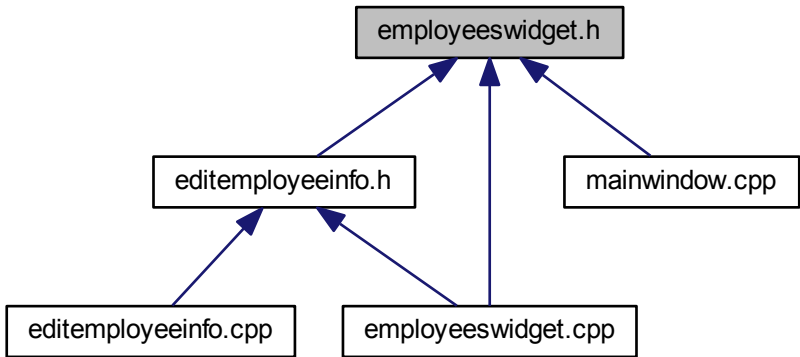 employeeswidget.h
editemployeeinfo.h
mainwindow.cpp
editemployeeinfo.cpp
employeeswidget.cpp